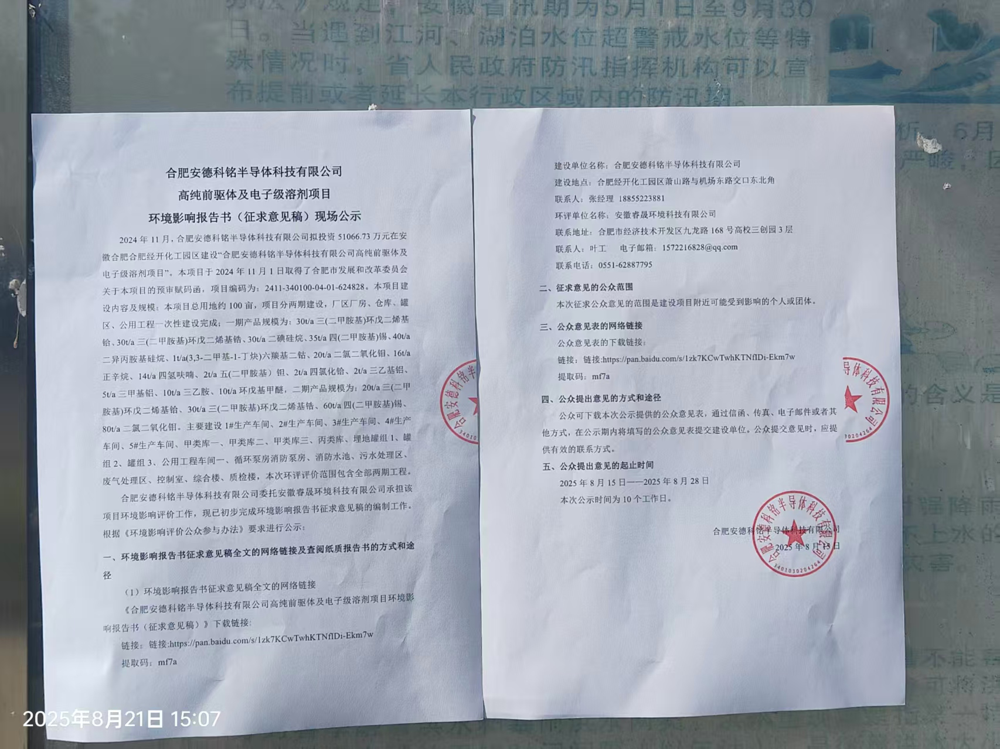 办法》规定，安徽省汛期为5月1日至9月30
日。当遇到江河、湖泊水位超警戒水位等特
殊情况时，省人民政府防汛指挥机构可以宣
布提前或者延长本行政区域内的防汛期。
合肥安德科铭半导体科技有限公司
高纯前驱体及电子级溶剂项目
环境影响报告书（征求意见稿）现场公示
2024 年 11 月，合肥安德科铭半导体科技有限公司拟投资 51066.73 万元在安
徽合肥合肥经开化工园区建设“合肥安德科铭半导体科技有限公司高纯前驱体及
电子级溶剂项目”。本项目于 2024 年 11 月 1 日取得了合肥市发展和改革委员会
关于本项目的预审赋码函，项目编码为：2411-340100-04-01-624828。本项目建
设内容及规模：本项目总用地约 100 亩，项目分两期建设，厂区厂房、仓库、罐
区、公用工程一次性建设完成；一期产品规模为：30t/a 三(二甲胺基)环戊二烯基
铪、30t/a 三(二甲胺基)环戊二烯基锆、30t/a 二碘硅烷、35t/a 四(二甲胺基)锡、40t/a
二异丙胺基硅烷、1t/a(3,3-二甲基-1-丁炔)六羰基二钴、20t/a 二氯二氧化钼、16t/a
正辛烷、14t/a 四氢呋喃、2t/a 五(二甲胺基）钽、2t/a 四氯化铪、2t/a 三乙基铝、
5t/a 三甲基铝、10t/a 三乙胺、10t/a 环戊基甲醚，二期产品规模为：20t/a 三(二甲
胺基)环戊二烯基铪、30t/a 三(二甲胺基)环戊二烯基锆、60t/a 四(二甲胺基)锡、
80t/a 二氯二氧化钼。主要建设 1#生产车间、2#生产车间、3#生产车间、4#生产
车间、5#生产车间、甲类库一、甲类库二、甲类库三、丙类库、埋地罐组 1、罐
组 2、罐组 3、公用工程车间一、循环泵房消防泵房、消防水池、污水处理区、
废气处理区、控制室、综合楼、质检楼，本次环评评价范围包含全部两期工程。
合肥安德科铭半导体科技有限公司委托安徽睿晟环境科技有限公司承担该
项目环境影响评价工作，现已初步完成环境影响报告书征求意见稿的编制工作。
根据《环境影响评价公众参与办法》要求进行公示：
一、环境影响报告书征求意见稿全文的网络链接及查阅纸质报告书的方式和途
径
（1）环境影响报告书征求意见稿全文的网络链接
《合肥安德科铭半导体科技有限公司高纯前驱体及电子级溶剂项目环境影
响报告书（征求意见稿）》下载链接：
链接：链接:https://pan.baidu.com/s/1zk7KCwTwhKTNfIDi-Ekm7w
提取码：mf7a
合肥安德科铭半
34010
建设单位名称：合肥安德科铭半导体科技有限公司
建设地点：合肥经开化工园区萧山路与机场东路交口东北角
联系人：张经理 18855223881
环评单位名称：安徽睿晟环境科技有限公司
联系地址：合肥市经济技术开发区九龙路 168 号高校三创园 3 层
联系人：叶工 电子邮箱：1572216828@qq.com
联系电话：0551-62887795
二、征求意见的公众范围
本次征求公众意见的范围是建设项目附近可能受到影响的个人或团体。
三、公众意见表的网络链接
公众意见表的下载链接：
链接：链接:https://pan.baidu.com/s/1zk7KCwTwhKTNfIDi-Ekm7w
提取码：mf7a
四、公众提出意见的方式和途径
公众可下载本次公示提供的公众意见表，通过信函、传真、电子邮件或者其
他方式，在公示期内将填写的公众意见表提交建设单位。公众提交意见时，应提
供有效的联系方式。
五、公众提出意见的起止时间
2025 年 8 月 15 日——2025 年 8 月 28 日
本次公示时间为 10 个工作日。
合肥安德科铭半导体科技有限公司
2025 年 8 月 15 日
导体科技有限公司
30204264
合肥安德科铭半导体科技有限公司
3401030204264
析，6月
严峻，
的含义是
强降雨
上水的
灾害
不能
2025年8月21日 15:07